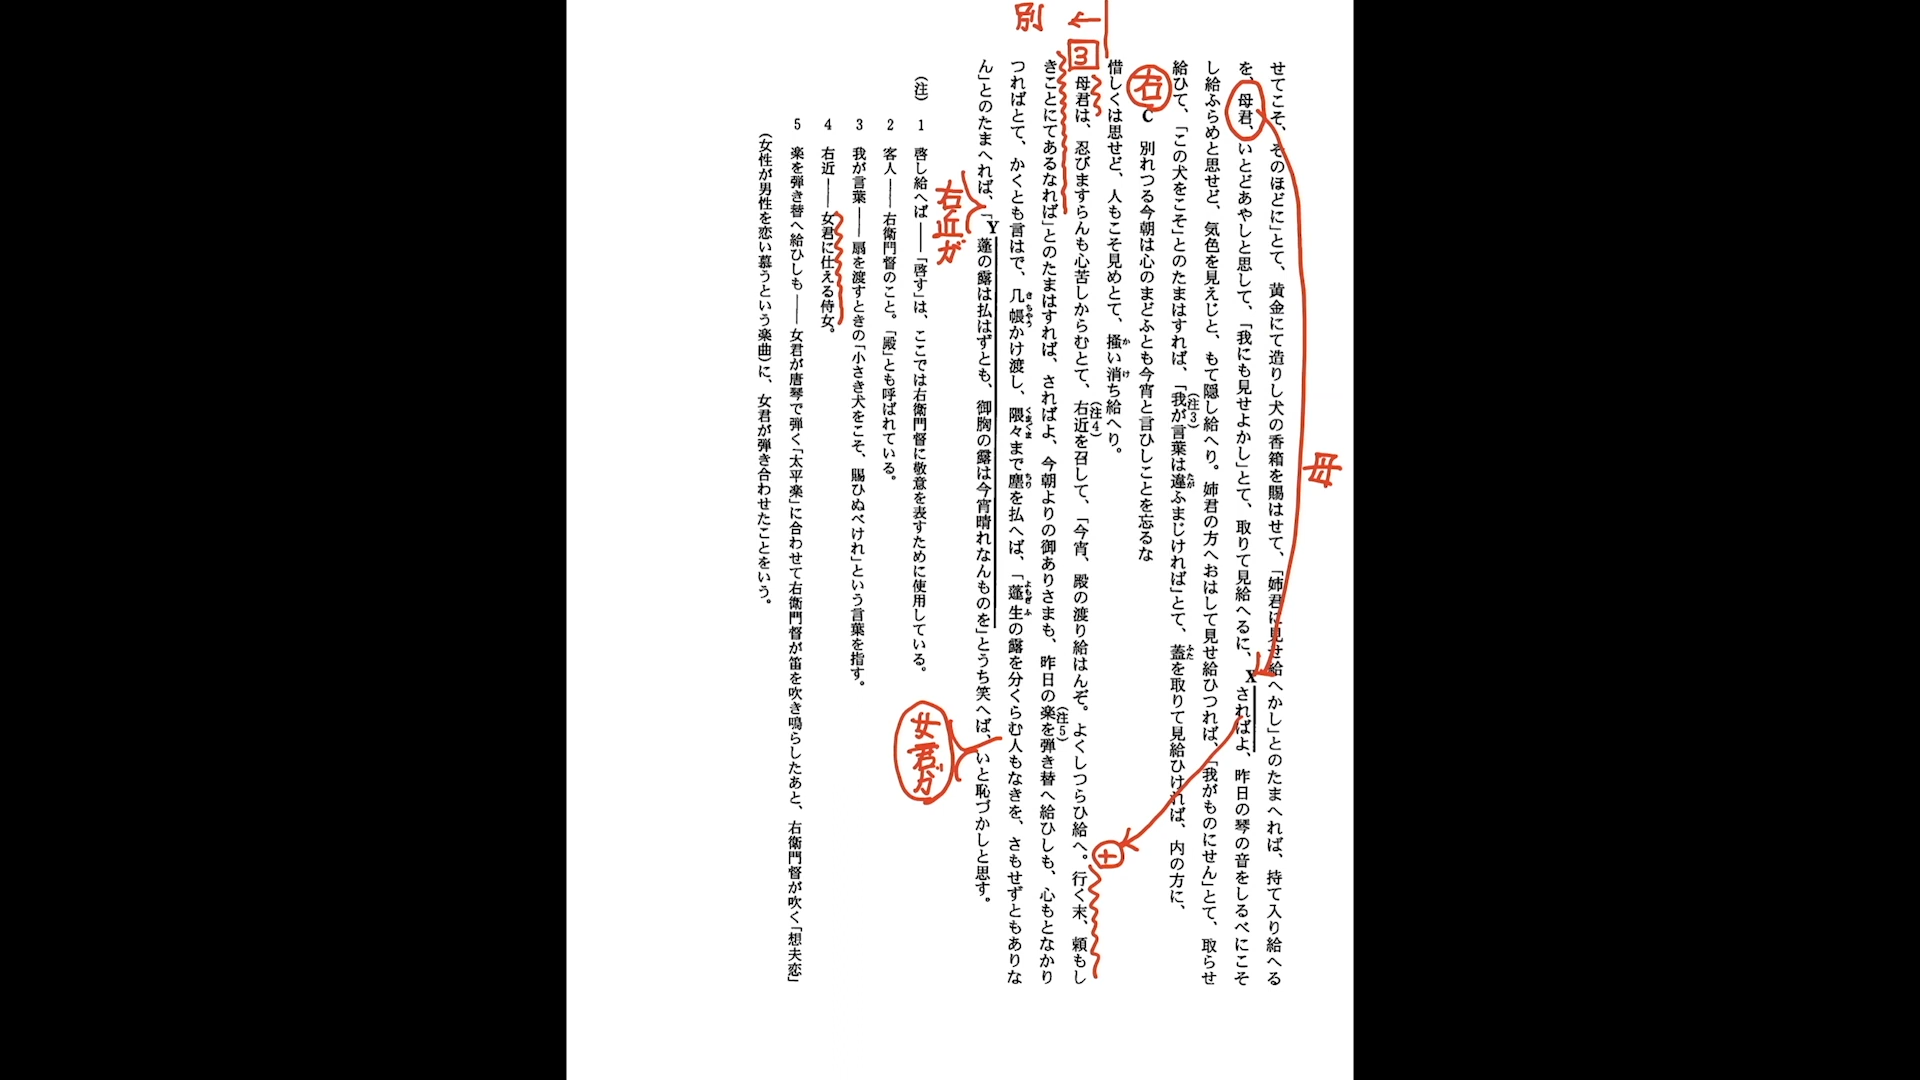 せてこそ、そのほどに」とて、黄金にて造りし犬の香箱を賜はせて、「姉君に見せ給へかし」とのたまへれば、持て入り給へる
を、母君、いとどあやしと思して、「我にも見せよかし」とて、取りて見給へるに、
X
さればよ、昨日の琴の音をしるべにこそ
し給ふらめと思せど、気色を見えじと、もて隠し給へり。姉君の方へおはして見せ給ひつれば、「我がものにせん」とて、取らせ
給ひて、「この犬をこそ」とのたまはすれば、「我が言葉は違ふまじければ」とて、蓋を取りて見給ひければ、内の方に、
(注3)
たが
ふた
母
右
C
別れつる今朝は心のまどふとも今宵と言ひしことを忘るな
惜しくは思せど、人もこそ見めとて、掻い消ち給へり。
か
け
別
←
3
母君は、忍びますらんも心苦しからむとて、右近を召して、「今宵、殿の渡り給はんぞ。よくしつらひ給へ。行く末、頼もし
(注4)
+
きことにてあるなれば」とのたまはすれば、さればよ、今朝よりの御ありさまも、昨日の楽を弾き替へ給ひしも、心もとなかり
(注5)
つればとて、かくとも言はで、几帳かけ渡し、隈々まで塵を払へば、「蓬生の露を分くらむ人もなきを、さもせずともありな
きちやう
くまぐま
ちり
よもぎふ
ん」とのたまへれば、「
Y
蓬の露は払はずとも、御胸の露は今宵晴れなんものを」とうち笑へば、いと恥づかしと思す。
右近が
女君が
(注)
1 啓し給へば――「啓す」は、ここでは右衛門督に敬意を表すために使用している。
2 客人――右衛門督のこと。「殿」とも呼ばれている。
3 我が言葉――扇を渡すときの「小さき犬をこそ、賜ひぬべけれ」という言葉を指す。
4 右近――女君に仕える侍女。
5 楽を弾き替へ給ひしも――女君が唐琴で弾く「太平楽」に合わせて右衛門督が笛を吹き鳴らしたあと、右衛門督が吹く「想夫恋」
(女性が男性を恋い慕うという楽曲)に、女君が弾き合わせたことをいう。